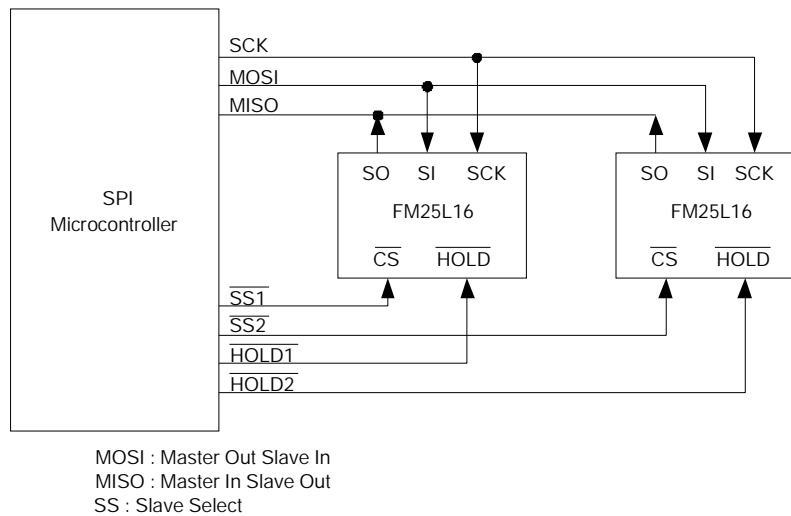 SCK
MOSI
MISO
SO SI SCK
SO SI SCK
SPI
Microcontroller
FM25L16
FM25L16
CS HOLD
CS HOLD
SS1
SS2
HOLD1
HOLD2
MOSI : Master Out Slave In
MISO : Master In Slave Out
SS : Slave Select